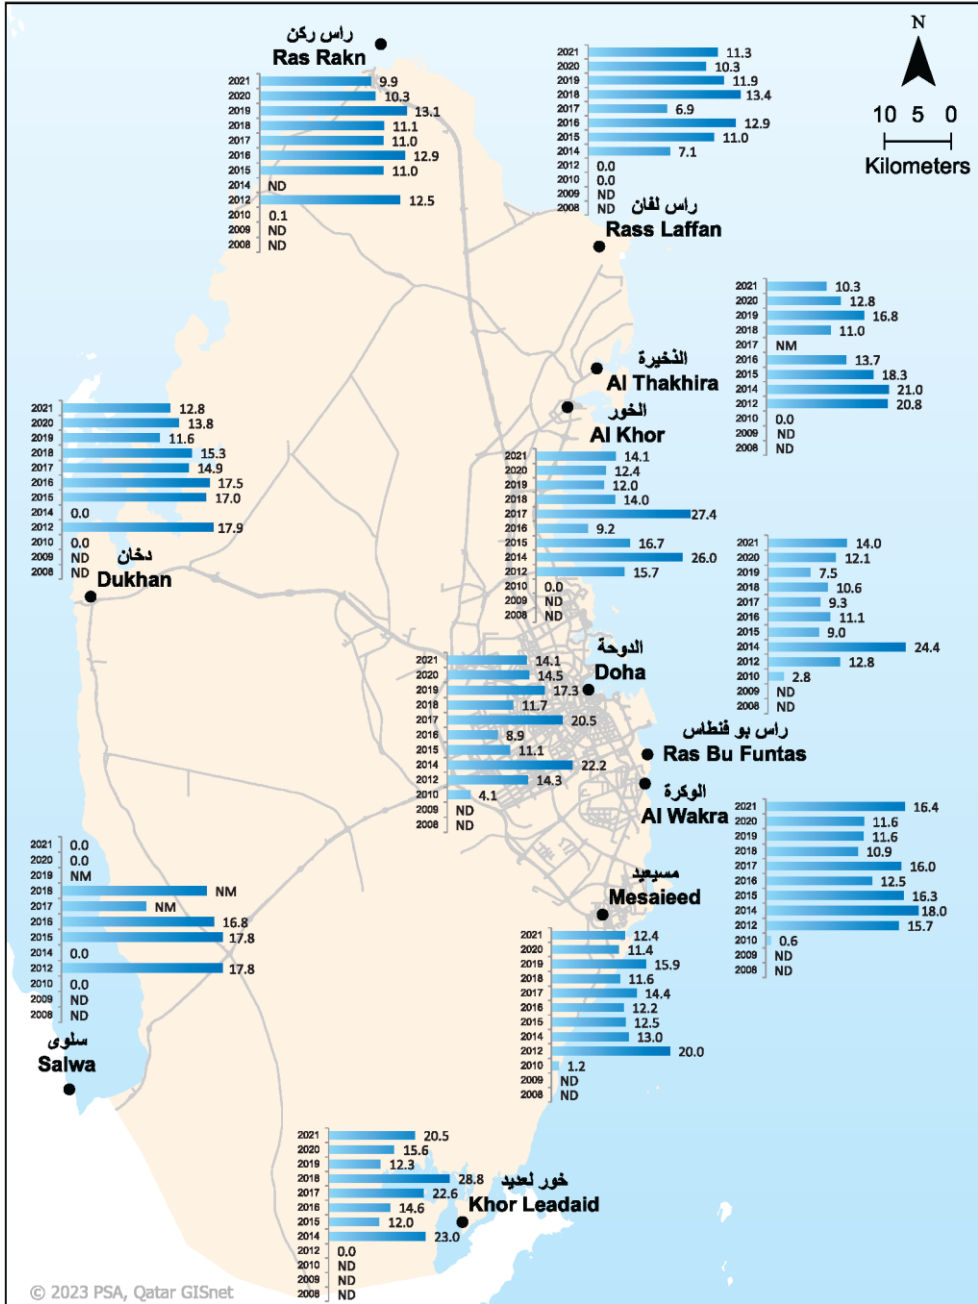 راس ركن
Ras Rakn
2021 9.9
2020 10.3
2019 13.1
2018 11.1
2017 11.0
2016 12.9
2015 11.0
2014 ND
2012 12.5
2010 0.1
2009 ND
2008 ND
2021 11.3
2020 10.3
2019 11.9
2018 13.4
2017 6.9
2016 12.9
2015 11.0
2014 7.1
2012 0.0
2010 0.0
2009 ND
2008 ND
راس لفان
Rass Laffan
N
10 5 0
Kilometers
2021 10.3
2020 12.8
2019 16.8
2018 11.0
2017 NM
2016 13.7
2015 18.3
2014 21.0
2012 20.8
2010 0.0
2009 ND
2008 ND
الذخيرة
Al Thakhira
الخور
Al Khor
2021 14.1
2020 12.4
2019 12.0
2018 14.0
2017 27.4
2016 9.2
2015 16.7
2014 26.0
2012 15.7
2010 0.0
2009 ND
2008 ND
2021 12.8
2020 13.8
2019 11.6
2018 15.3
2017 14.9
2016 17.5
2015 17.0
2014 0.0
2012 17.9
2010 0.0
2009 ND
2008 ND
دخان
Dukhan
2021 14.0
2020 12.1
2019 7.5
2018 10.6
2017 9.3
2016 11.1
2015 9.0
2014 24.4
2012 12.8
2010 2.8
2009 ND
2008 ND
راس بو فنطاس
Ras Bu Funtas
الدوحة
Doha
2021 14.1
2020 14.5
2019 17.3
2018 11.7
2017 20.5
2016 8.9
2015 11.1
2014 22.2
2012 14.3
2010 4.1
2009 ND
2008 ND
الوكرة
Al Wakra
2021 16.4
2020 11.6
2019 11.6
2018 10.9
2017 16.0
2016 12.5
2015 16.3
2014 18.0
2012 15.7
2010 0.6
2009 ND
2008 ND
2021 0.0
2020 0.0
2019 NM
2018 NM
2017 NM
2016 16.8
2015 17.8
2014 0.0
2012 17.8
2010 0.0
2009 ND
2008 ND
سلوى
Salwa
مسيعيد
Mesaieed
2021 12.4
2020 11.4
2019 15.9
2018 11.6
2017 14.4
2016 12.2
2015 12.5
2014 13.0
2012 20.0
2010 1.2
2009 ND
2008 ND
2021 20.5
2020 15.6
2019 12.3
2018 28.8
2017 22.6
2016 14.6
2015 12.0
2014 23.0
2012 0.0
2010 ND
2009 ND
2008 ND
خور لعديد
Khor Leadaid
© 2023 PSA, Qatar GISnet